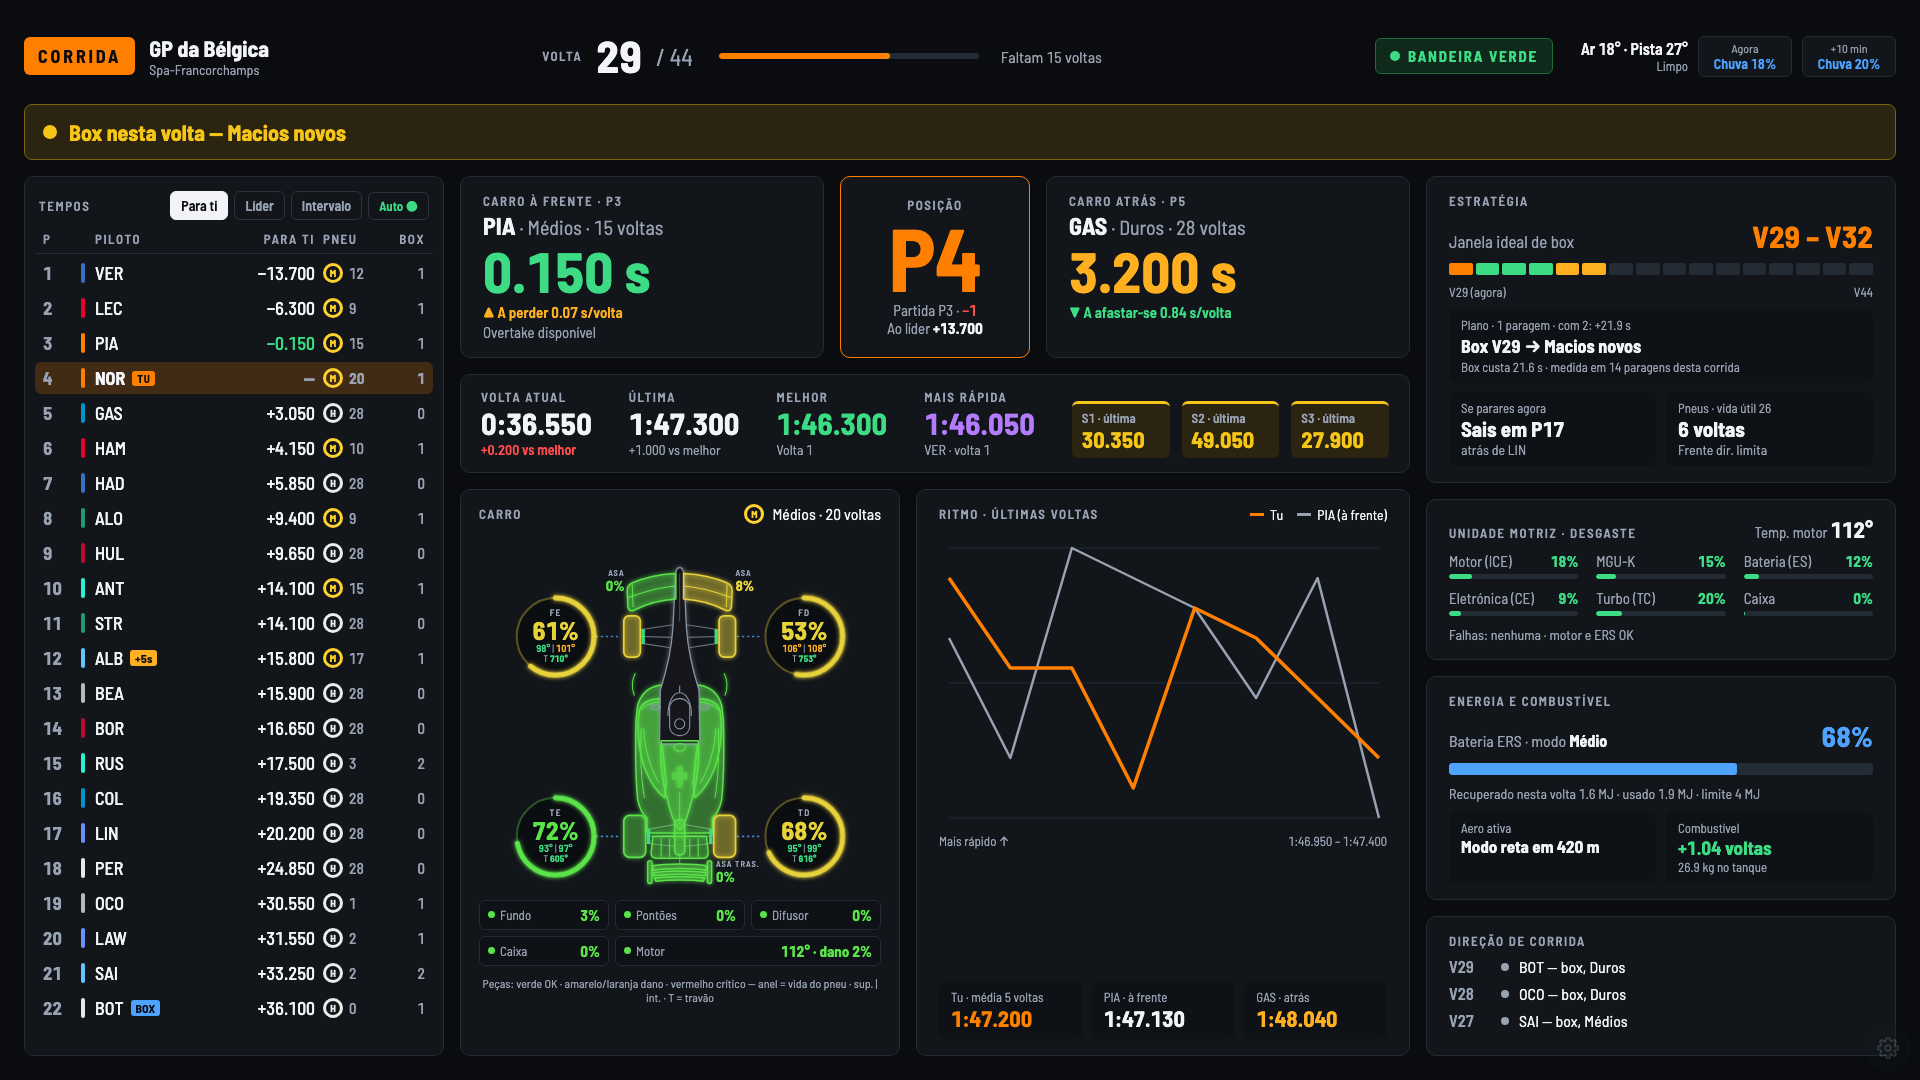 CORRIDA
GP da Bélgica
Spa-Francorchamps
VOLTA 29 / 44
Faltam 15 voltas
BANDEIRA VERDE
Ar 18° · Pista 27°
Limpo
Agora
Chuva 18%
+10 min
Chuva 20%
Box nesta volta — Macios novos
TEMPOS
Para ti
Líder
Intervalo
Auto
P PILOTO PARA TI PNEU BOX
1 VER −13.700 M 12 1
2 LEC −6.300 M 9 1
3 PIA −0.150 M 15 1
4 NOR TU — M 20 1
5 GAS +3.050 H 28 0
6 HAM +4.150 M 10 1
7 HAD +5.850 H 28 0
8 ALO +9.400 M 9 1
9 HUL +9.650 H 28 0
10 ANT +14.100 M 15 1
11 STR +14.100 H 28 0
12 ALB +5s +15.800 M 17 1
13 BEA +15.900 H 28 0
14 BOR +16.650 H 28 0
15 RUS +17.500 H 3 2
16 COL +19.350 H 28 0
17 LIN +20.200 H 28 0
18 PER +24.850 H 28 0
19 OCO +30.550 H 1 1
20 LAW +31.550 H 2 1
21 SAI +33.250 H 2 2
22 BOT BOX +36.100 H 0 1
CARRO À FRENTE · P3
PIA · Médios · 15 voltas
0.150 s
▲ A perder 0.07 s/volta
Overtake disponível
POSIÇÃO
P4
Partida P3 · −1
Ao líder +13.700
CARRO ATRÁS · P5
GAS · Duros · 28 voltas
3.200 s
▼ A afastar-se 0.84 s/volta
VOLTA ATUAL
0:36.550
+0.200 vs melhor
ÚLTIMA
1:47.300
+1.000 vs melhor
MELHOR
1:46.300
Volta 1
MAIS RÁPIDA
1:46.050
VER · volta 1
S1 · última
30.350
S2 · última
49.050
S3 · última
27.900
CARRO
M Médios · 20 voltas
ASA
0%
ASA
8%
FE
61%
98° | 101°
T 710°
FD
53%
106° | 108°
T 753°
TE
72%
93° | 97°
T 605°
TD
68%
95° | 99°
T 616°
ASA TRAS.
0%
Fundo 3%
Pontões 0%
Difusor 0%
Caixa 0%
Motor 112° · dano 2%
Peças: verde OK · amarelo/laranja dano · vermelho crítico — anel = vida do pneu · sup. |
int. · T = travão
RITMO · ÚLTIMAS VOLTAS
Tu
PIA (à frente)
Mais rápido ↑
1:46.950 – 1:47.400
Tu · média 5 voltas
1:47.200
PIA · à frente
1:47.130
GAS · atrás
1:48.040
ESTRATÉGIA
Janela ideal de box V29 – V32
V29 (agora) V44
Plano · 1 paragem · com 2: +21.9 s
Box V29 → Macios novos
Box custa 21.6 s · medida em 14 paragens desta corrida
Se parares agora
Sais em P17
atrás de LIN
Pneus · vida útil 26
6 voltas
Frente dir. limita
UNIDADE MOTRIZ · DESGASTE
Temp. motor 112°
Motor (ICE) 18%
MGU-K 15%
Bateria (ES) 12%
Eletrónica (CE) 9%
Turbo (TC) 20%
Caixa 0%
Falhas: nenhuma · motor e ERS OK
ENERGIA E COMBUSTÍVEL
Bateria ERS · modo Médio 68%
Recuperado nesta volta 1.6 MJ · usado 1.9 MJ · limite 4 MJ
Aero ativa
Modo reta em 420 m
Combustível
+1.04 voltas
26.9 kg no tanque
DIREÇÃO DE CORRIDA
V29 BOT — box, Duros
V28 OCO — box, Duros
V27 SAI — box, Médios